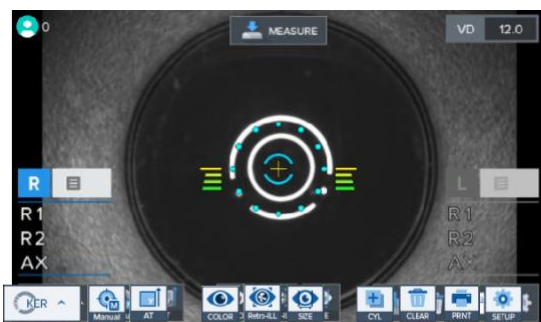 0
MEASURE
VD 12.0
R
L
R1
R2
AX
R1
R2
AX
KER
M
Manual
AT
COLOR
Retro-ILL
SIZE
E
CYL
CLEAR
PRINT
SETUP